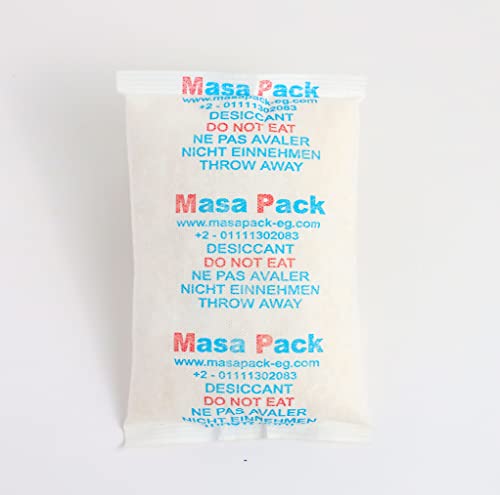 Masa Pack
www.masapack-eg.com
+2 - 01111302083
DESICCANT
DO NOT EAT
NE PAS AVALER
NICHT EINNEHMEN
THROW AWAY
Masa Pack
www.masapack-eg.com
+2 - 01111302083
DESICCANT
DO NOT EAT
NE PAS AVALER
NICHT EINNEHMEN
THROW AWAY
Masa Pack
www.masapack-eg.com
+2 - 01111302083
DESICCANT
DO NOT EAT
NE PAS AVALER
NICHT EINNEHMEN